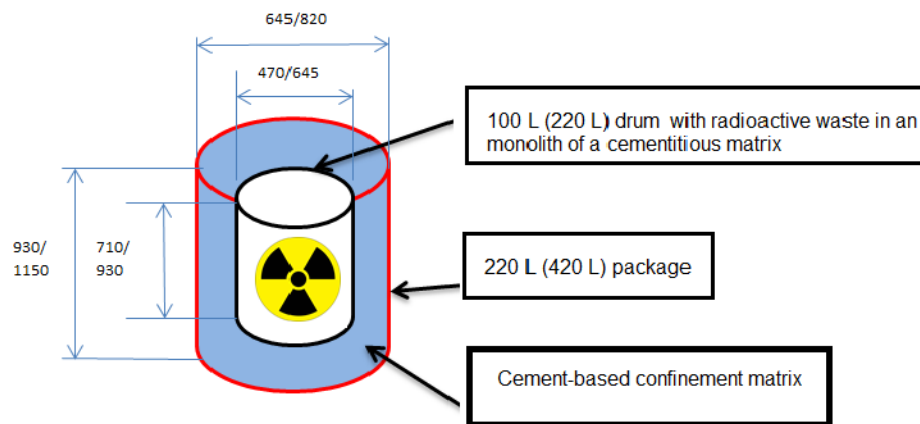 645/820
470/645
100 L (220 L) drum with radioactive waste in an
monolith of a cementitious matrix
930/
1150
710/
930
220 L (420 L) package
Cement-based confinement matrix